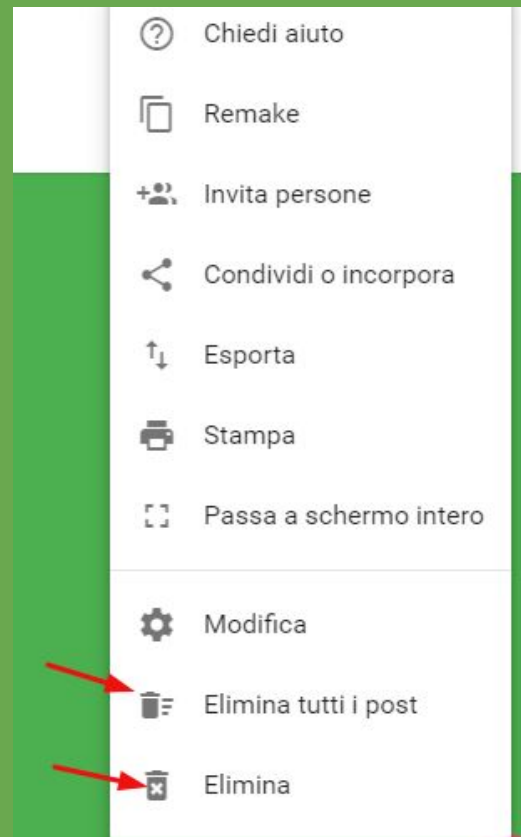 Chiedi aiuto
Remake
Invita persone
Condividi o incorpora
Esporta
Stampa
Passa a schermo intero
Modifica
Elimina tutti i post
Elimina